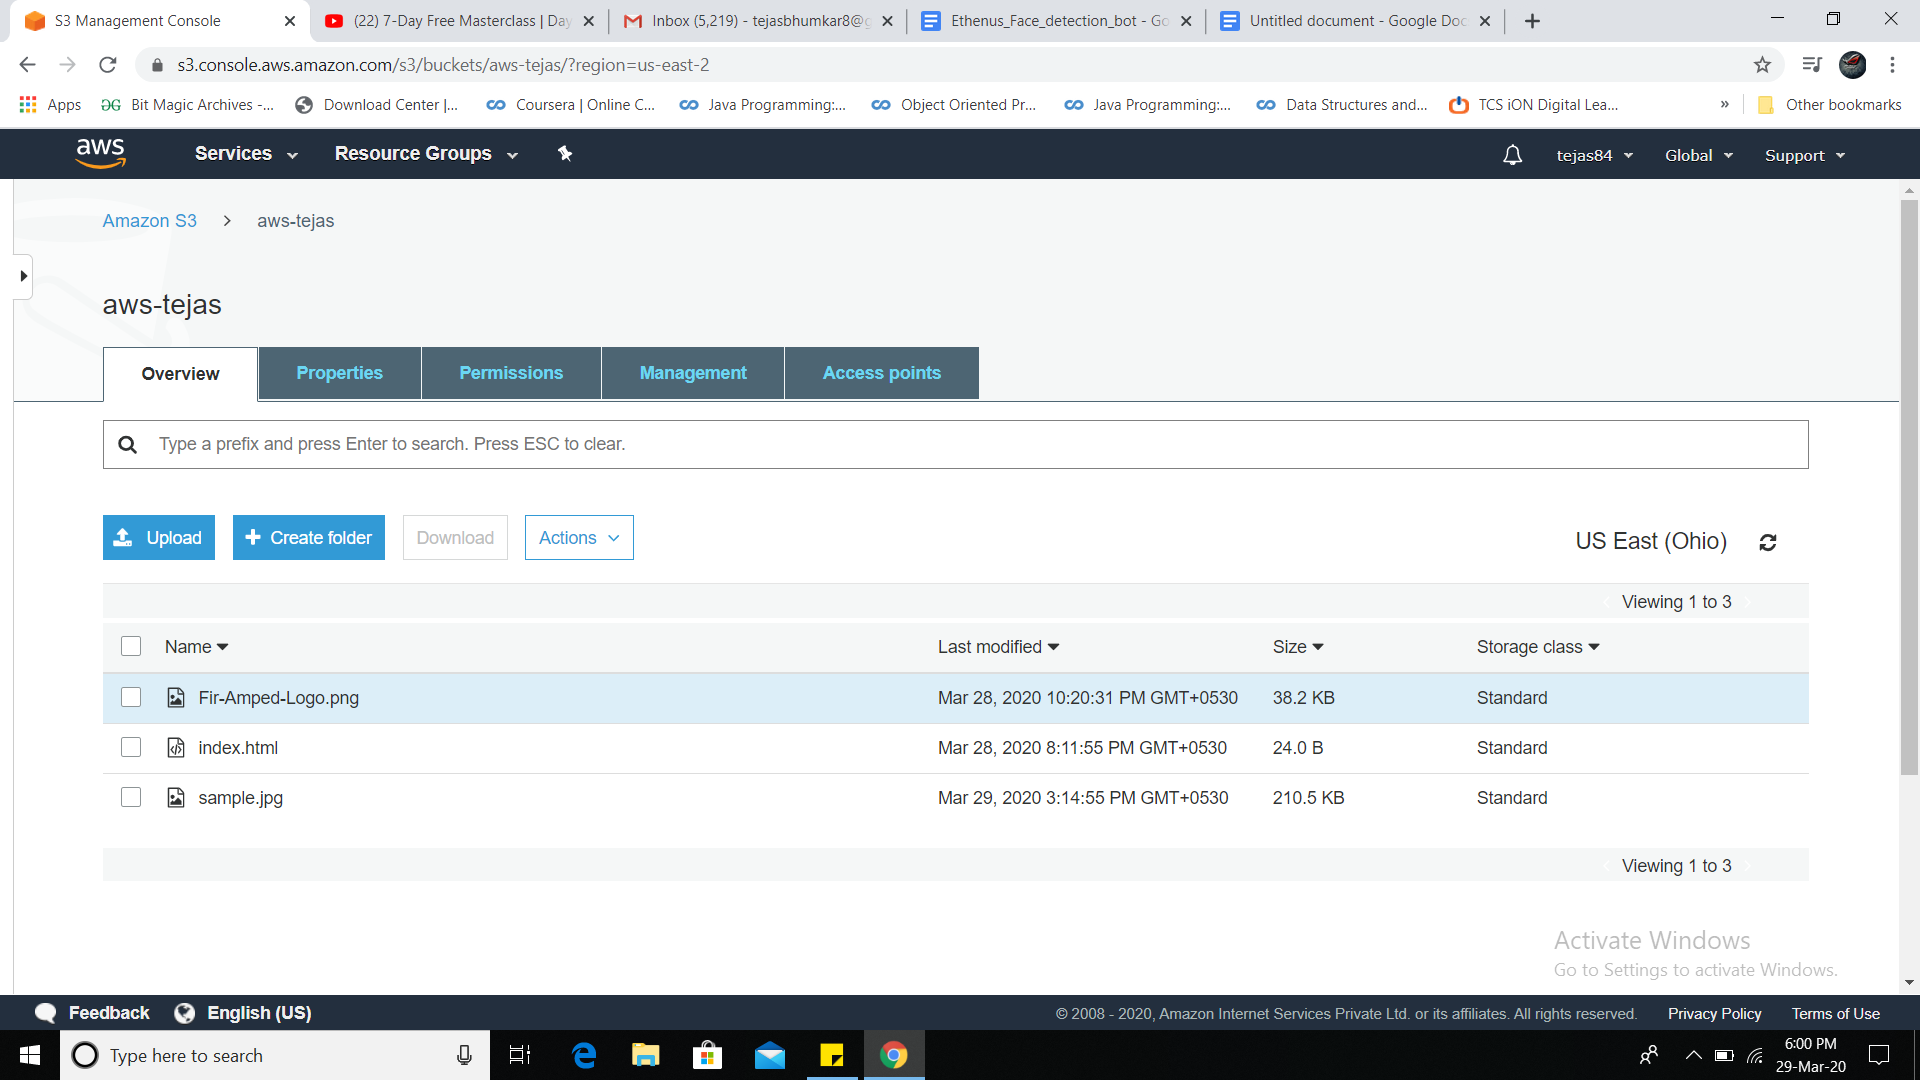 S3 Management Console
(22) 7-Day Free Masterclass | Day
Inbox (5,219) - tejasbhumkar8@g
Ethenus_Face_detection_bot - Go
Untitled document - Google Doc
s3.console.aws.amazon.com/s3/buckets/aws-tejas/?region=us-east-2
Apps
Bit Magic Archives -...
Download Center |...
Coursera | Online C...
Java Programming:...
Object Oriented Pr...
Java Programming:...
Data Structures and...
TCS iON Digital Lea...
»
Other bookmarks
aws
Services
Resource Groups
tejas84
Global
Support
Amazon S3
aws-tejas
aws-tejas
Overview
Properties
Permissions
Management
Access points
Type a prefix and press Enter to search. Press ESC to clear.
Upload
Create folder
Download
Actions
US East (Ohio)
Viewing 1 to 3
Name
Last modified
Size
Storage class
Fir-Amped-Logo.png
Mar 28, 2020 10:20:31 PM GMT+0530
38.2 KB
Standard
index.html
Mar 28, 2020 8:11:55 PM GMT+0530
24.0 B
Standard
sample.jpg
Mar 29, 2020 3:14:55 PM GMT+0530
210.5 KB
Standard
Viewing 1 to 3
Activate Windows
Go to Settings to activate Windows.
Feedback
English (US)
© 2008 - 2020, Amazon Internet Services Private Ltd. or its affiliates. All rights reserved.
Privacy Policy
Terms of Use
Type here to search
6:00 PM
29-Mar-20